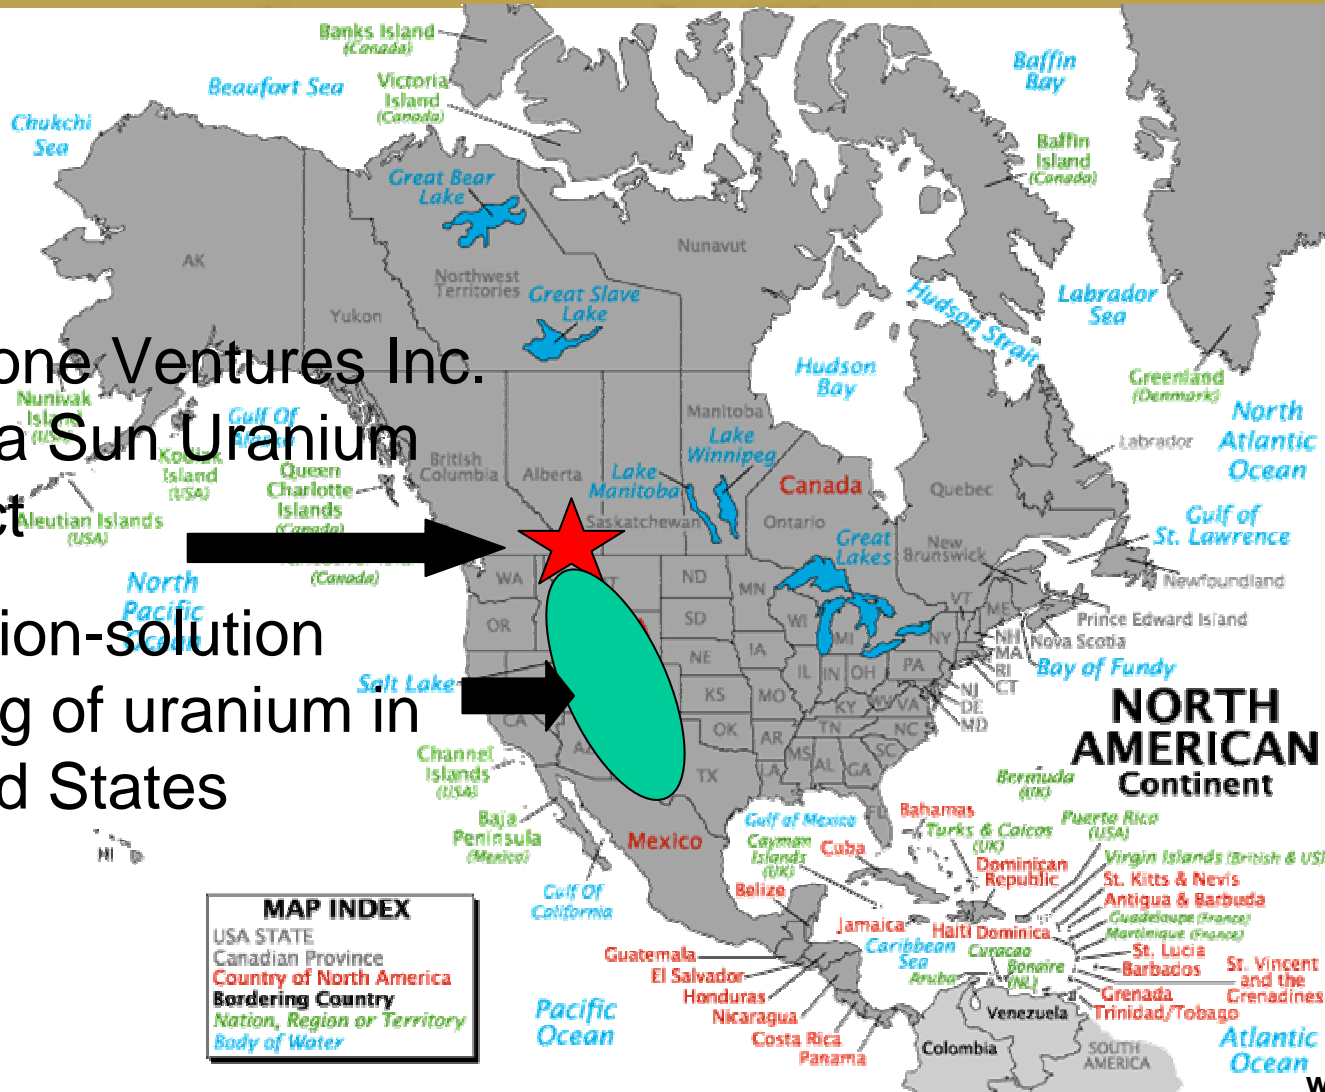 Banks Island
(Canada)
Beaufort Sea
Victoria
Island
(Canada)
Baffin
Bay
Chukchi
Sea
Baffin
Island
(Canada)
Great Bear
Lake
Nunavut
AK
Northwest
Territories
Great Slave
Lake
Yukon
Hudson Strait
Labrador
Sea
Hudson
Bay
Greenland
(Denmark)
one Ventures Inc.
a Sun Uranium
ct
Nunivak
(USA)
Gulf Of
Kodiak
Island
(USA)
Aleutian Islands
(USA)
Queen
Charlotte
Islands
(Canada)
(Canada)
British
Columbia
Alberta
Saskatchewan
Manitoba
Lake
Winnipeg
Lake
Manitoba
Canada
Ontario
Quebec
Labrador
North
Atlantic
Ocean
Gulf of
St. Lawrence
Great
Lakes
New
Brunswick
Newfoundland
Prince Edward Island
Nova Scotia
Bay of Fundy
North
Pacific
Ocean
tion-solution
g of uranium in
d States
Salt Lake
WA
OR
CA
ND
SD
NE
KS
OK
TX
MN
IA
MO
AR
LA
WI
IL
IN
MI
OH
KY
TN
MS
AL
GA
FL
SC
NC
VA
WV
PA
NY
VT
ME
NH
MA
RI
CT
NJ
DE
MD
NORTH
AMERICAN
Continent
Channel
Islands
(USA)
Baja
Peninsula
(Mexico)
HI
Mexico
Gulf Of
California
Gulf of Mexico
Bermuda
(UK)
Bahamas
Turks & Caicos
(UK)
Puerto Rico
(USA)
Cayman
Islands
(UK)
Cuba
Dominican
Republic
Virgin Islands (British & US)
St. Kitts & Nevis
Antigua & Barbuda
Guadeloupe (France)
Martinique (France)
Belize
Jamaica
Haiti
Dominica
Caribbean
Sea
Curacao
Aruba
Bonaire
(NL)
St. Lucia
Barbados
St. Vincent
and the
Grenadines
Grenada
Trinidad/Tobago
Guatemala
El Salvador
Honduras
Nicaragua
Costa Rica
Panama
Venezuela
Colombia
SOUTH
AMERICA
Pacific
Ocean
Atlantic
Ocean
MAP INDEX
USA STATE
Canadian Province
Country of North America
Bordering Country
Nation, Region or Territory
Body of Water
W